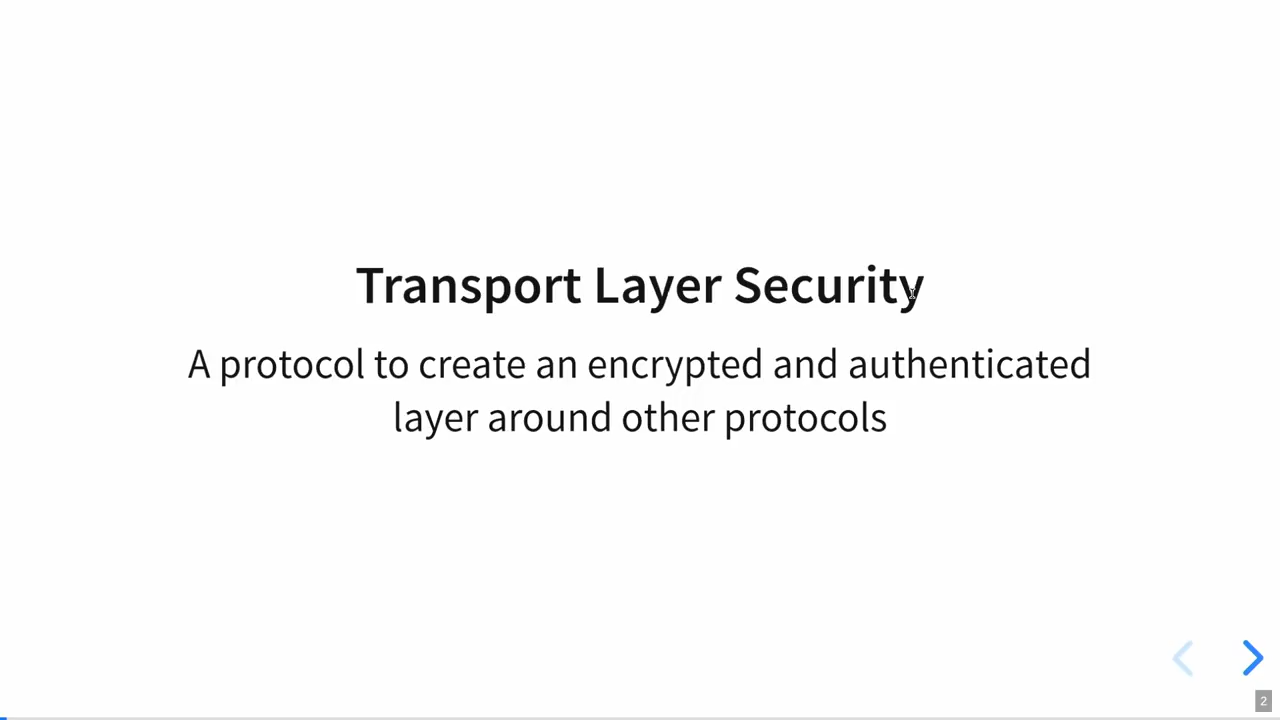 Transport Layer Security
A protocol to create an encrypted and authenticated
layer around other protocols
2